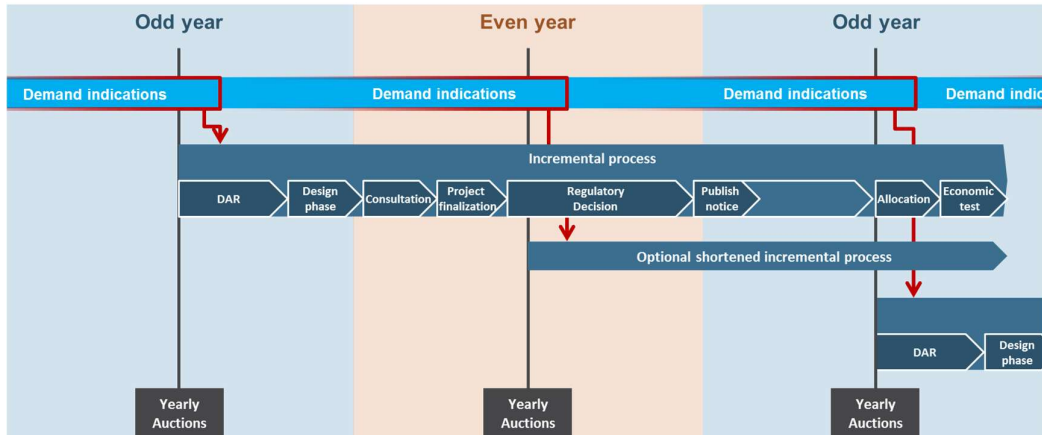 Odd year
Even year
Odd year
Demand indications
Demand indications
Demand indications
Demand indic
Incremental process
DAR
Design
phase
Consultation
Project
finalization
Regulatory
Decision
Publish
notice
Allocation
Economic
test
Optional shortened incremental process
DAR
Design
phase
Yearly
Auctions
Yearly
Auctions
Yearly
Auctions